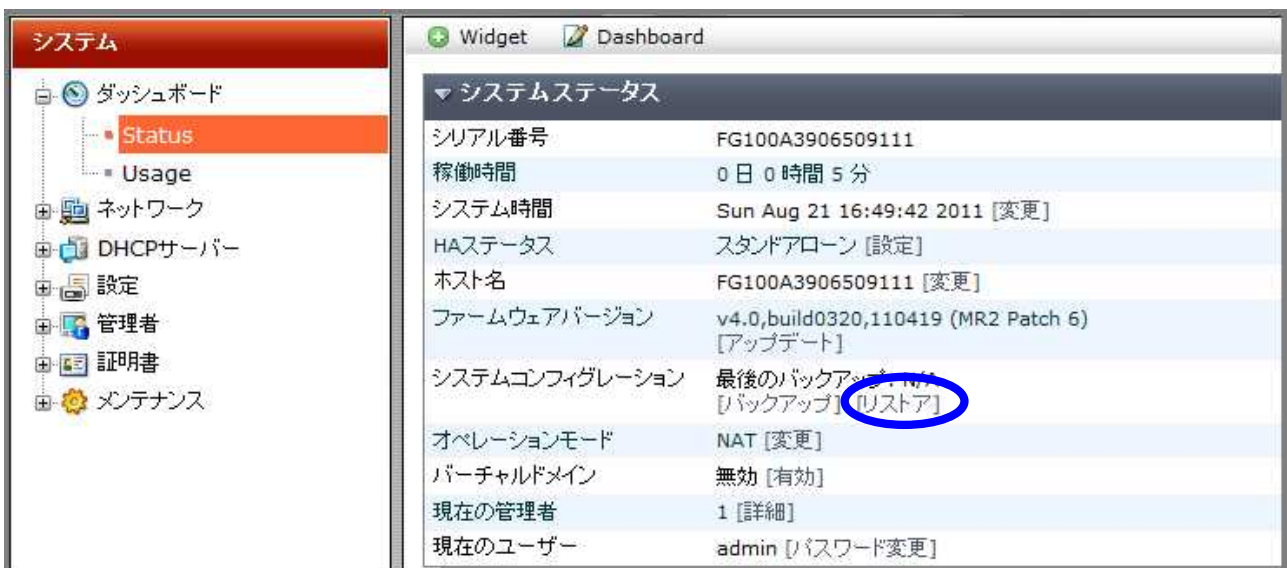 システム
ダッシュボード
Status
Usage
ネットワーク
DHCPサーバー
設定
管理者
証明書
メンテナンス
Widget Dashboard
システムステータス
シリアル番号 FG100A3906509111
稼働時間 0 日 0 時間 5 分
システム時間 Sun Aug 21 16:49:42 2011 [変更]
HAステータス スタンドアローン [設定]
ホスト名 FG100A3906509111 [変更]
ファームウェアバージョン v4.0,build0320,110419 (MR2 Patch 6)
[アップデート]
システムコンフィグレーション 最後のバックアップ: N/A
[バックアップ] [リストア]
オペレーションモード NAT [変更]
バーチャルドメイン 無効 [有効]
現在の管理者 1 [詳細]
現在のユーザー admin [パスワード変更]